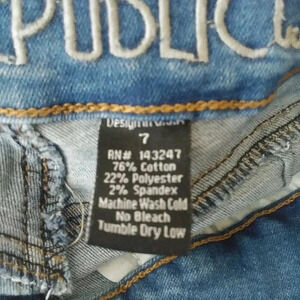 PUBLIC
7
RN# 143247
76% Cotton
22% Polyester
2% Spandex
Machine Wash Cold
No Bleach
Tumble Dry Low